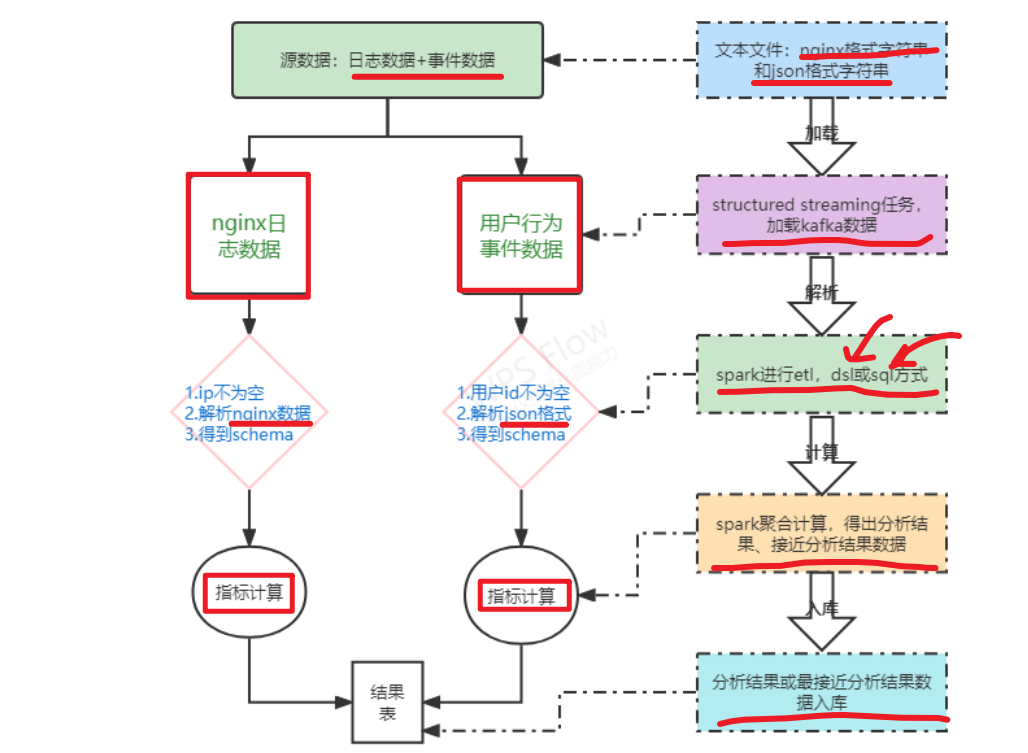 源数据：日志数据+事件数据
文本文件：nginx格式字符串
和json格式字符串
加载
nginx日
志数据
用户行为
事件数据
structured streaming任务，
加载kafka数据
解析
1.ip不为空
2.解析nginx数据
3.得到schema
1.用户id不为空
2.解析json格式
3.得到schema
spark进行etl，dsl或sql方式
计算
spark聚合计算，得出分析结
果、接近分析结果数据
指标计算
指标计算
入库
结果
表
分析结果或最接近分析结果数
据入库